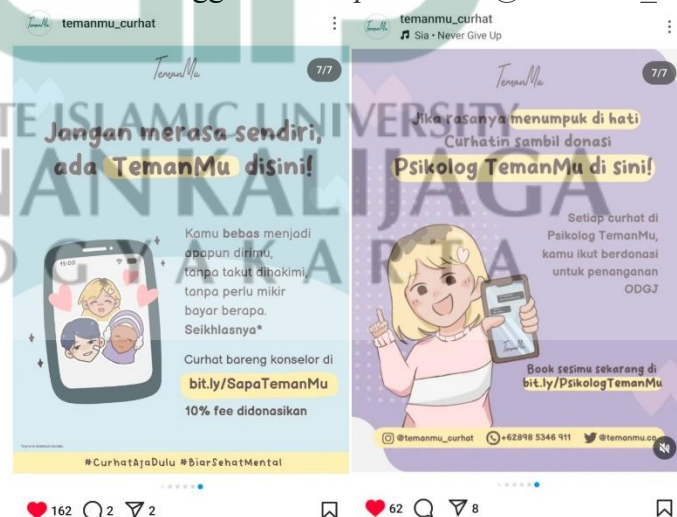 temanmu_curhat
TemanMu
7/7
Jangan merasa sendiri,
ada TemanMu disini!
15:00
Kamu bebas menjadi
apapun dirimu,
tanpa takut dihakimi,
tanpa perlu mikir
bayar berapa.
Seikhlasnya*
Curhat bareng konselor di
bit.ly/SapaTemanMu
10% fee didonasikan
#CurhatAjaDulu #BiarSehatMental
162 2 2
temanmu_curhat
Sia • Never Give Up
TemanMu
7/7
Jika rasanya menumpuk di hati
Curhatin sambil donasi
Psikolog TemanMu di sini!
Setiap curhat di
Psikolog TemanMu,
kamu ikut berdonasi
untuk penanganan
ODGJ
TemanMu
Book sesimu sekarang di
bit.ly/PsikologTemanMu
@temanmu_curhat +62898 5346 911 @temanmu.co
62 8